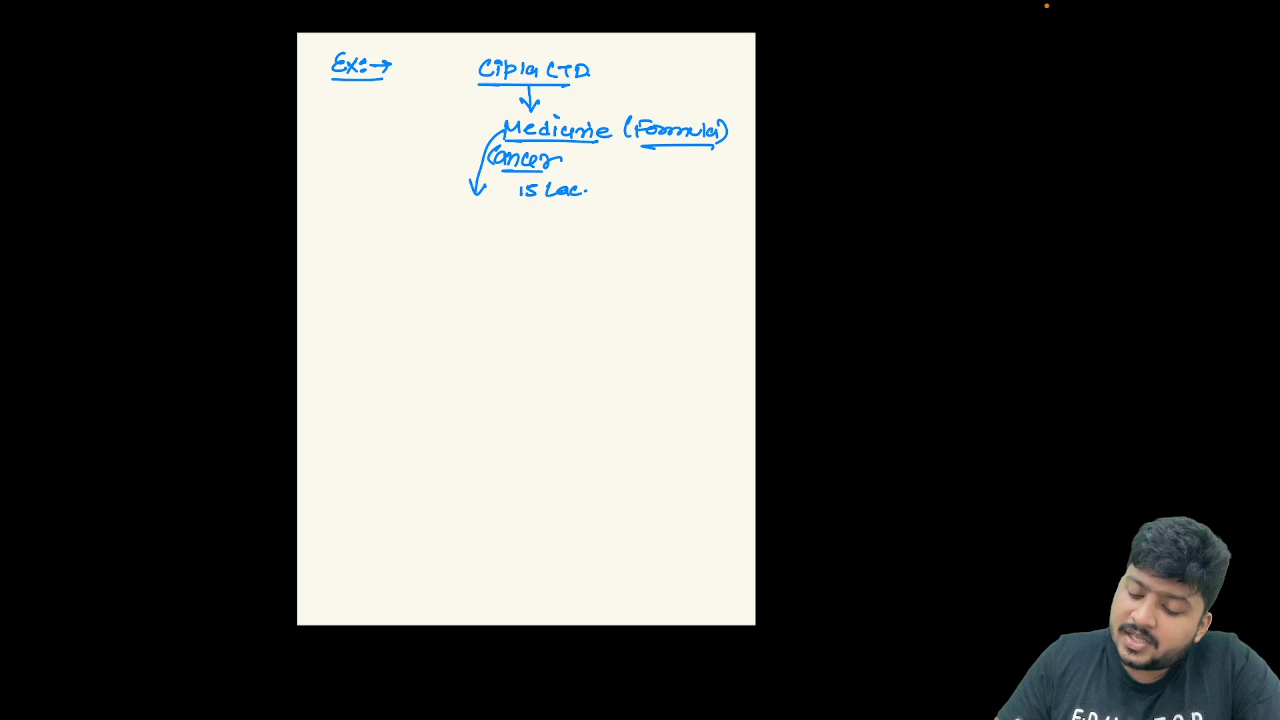 Ex:→ Cipla LTD
Medicine (Formula)
Cancer
15 Lac.